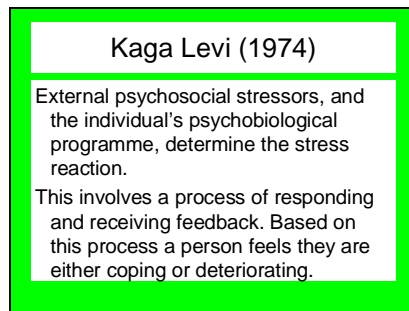 Kaga Levi (1974)
External psychosocial stressors, and
the individual's psychobiological
programme, determine the stress
reaction.
This involves a process of responding
and receiving feedback. Based on
this process a person feels they are
either coping or deteriorating.